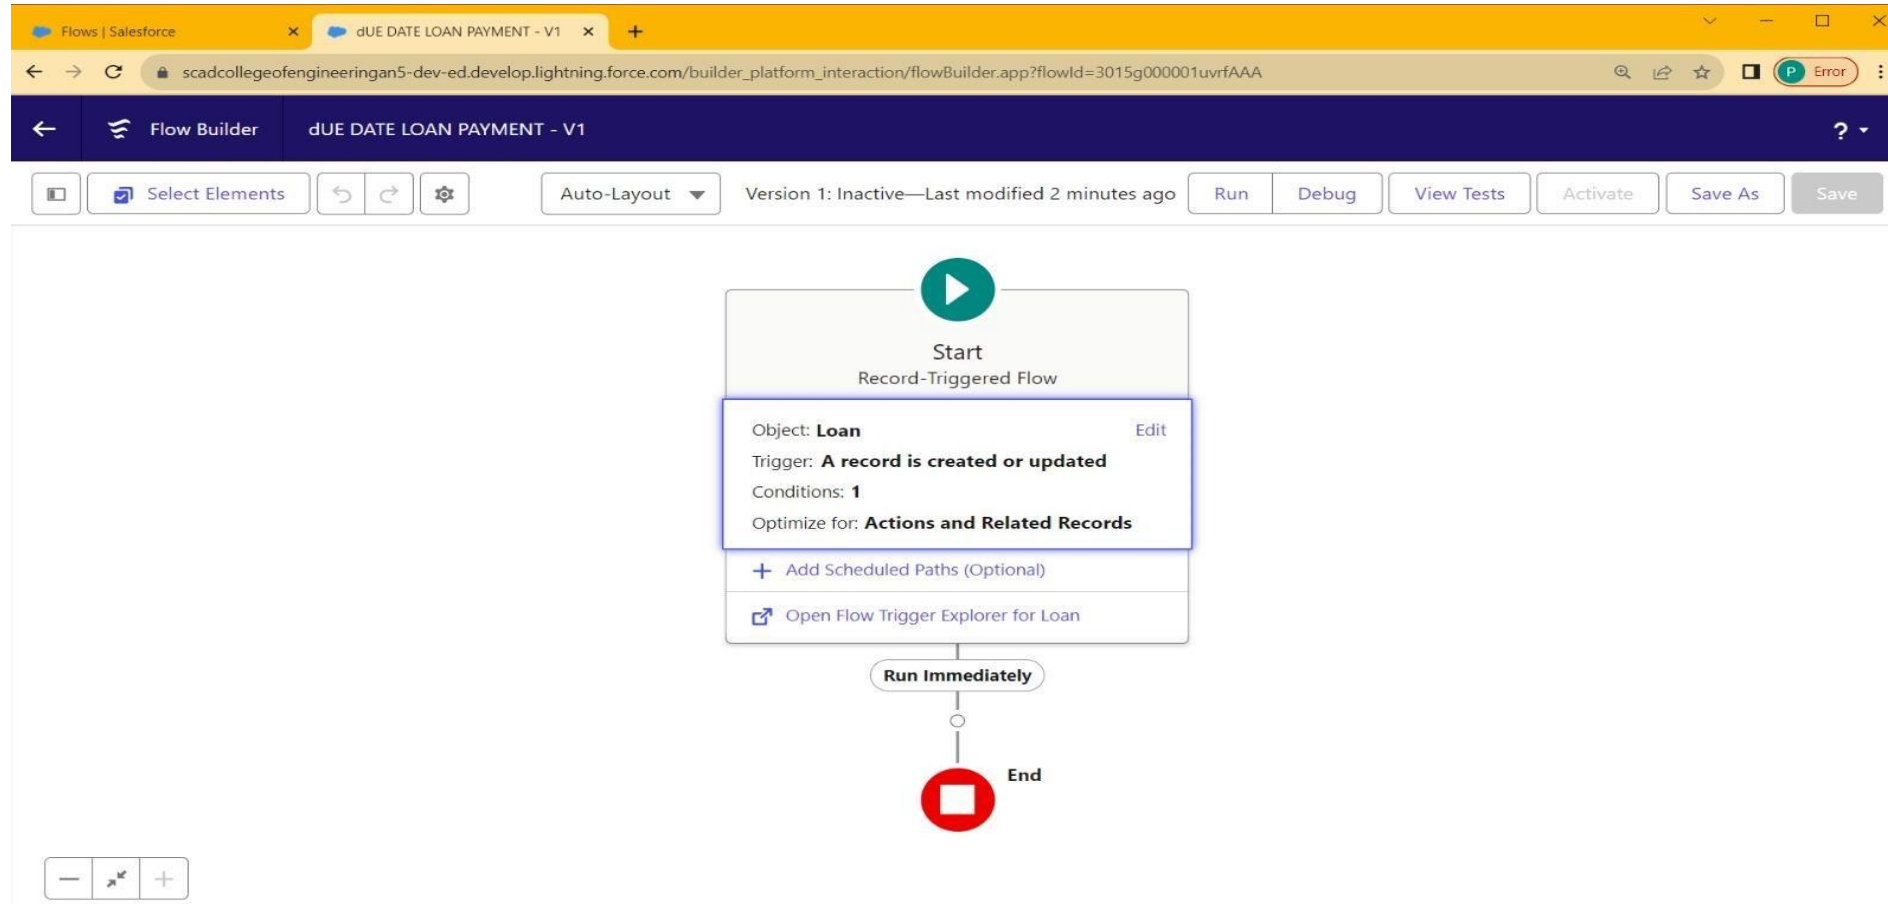 Flows | Salesforce
dUE DATE LOAN PAYMENT - V1
scadcollegeofengineeringan5-dev-ed.develop.lightning.force.com/builder_platform_interaction/flowBuilder.app?flowId=3015g000001uvrfAAA
P Error
Flow Builder
dUE DATE LOAN PAYMENT - V1
?
Select Elements
Auto-Layout
Version 1: Inactive—Last modified 2 minutes ago
Run
Debug
View Tests
Activate
Save As
Save
Start
Record-Triggered Flow
Object: Loan
Edit
Trigger: A record is created or updated
Conditions: 1
Optimize for: Actions and Related Records
+ Add Scheduled Paths (Optional)
Open Flow Trigger Explorer for Loan
Run Immediately
End